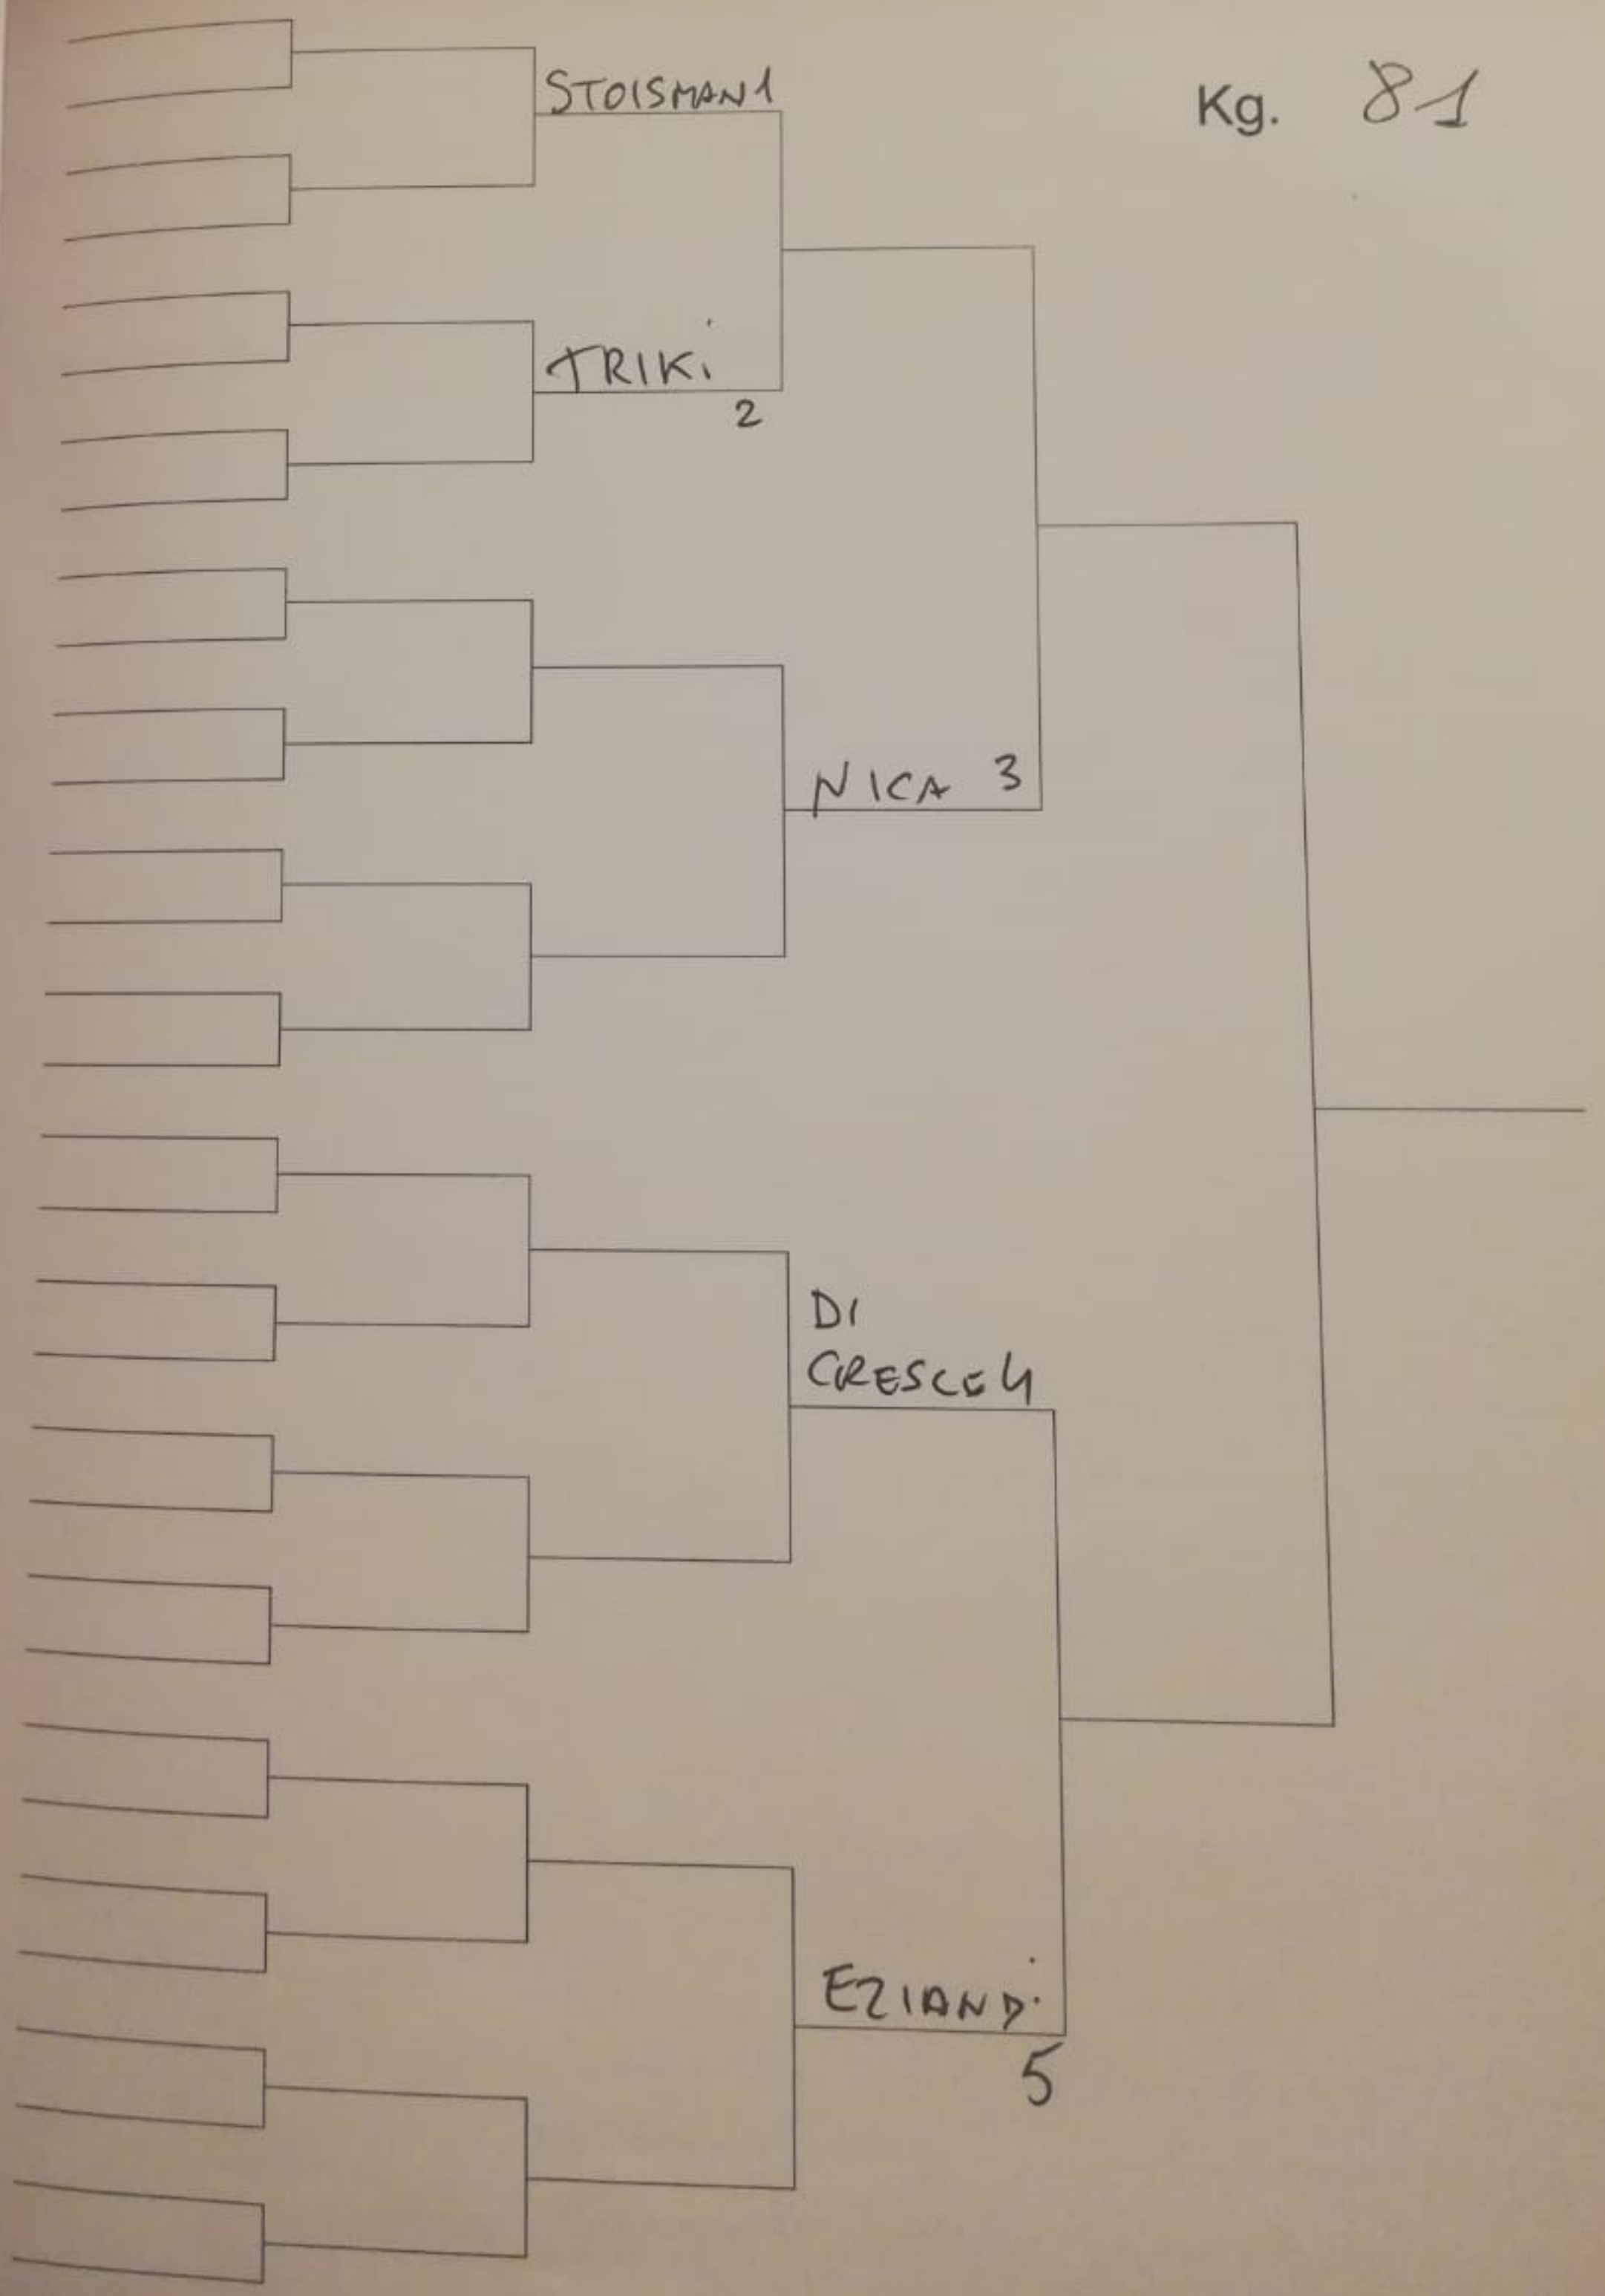 STOISMAN 1
Kg. 81
TRIKi
2
NICA 3
DI
CRESCE 4
EZIANDi
5